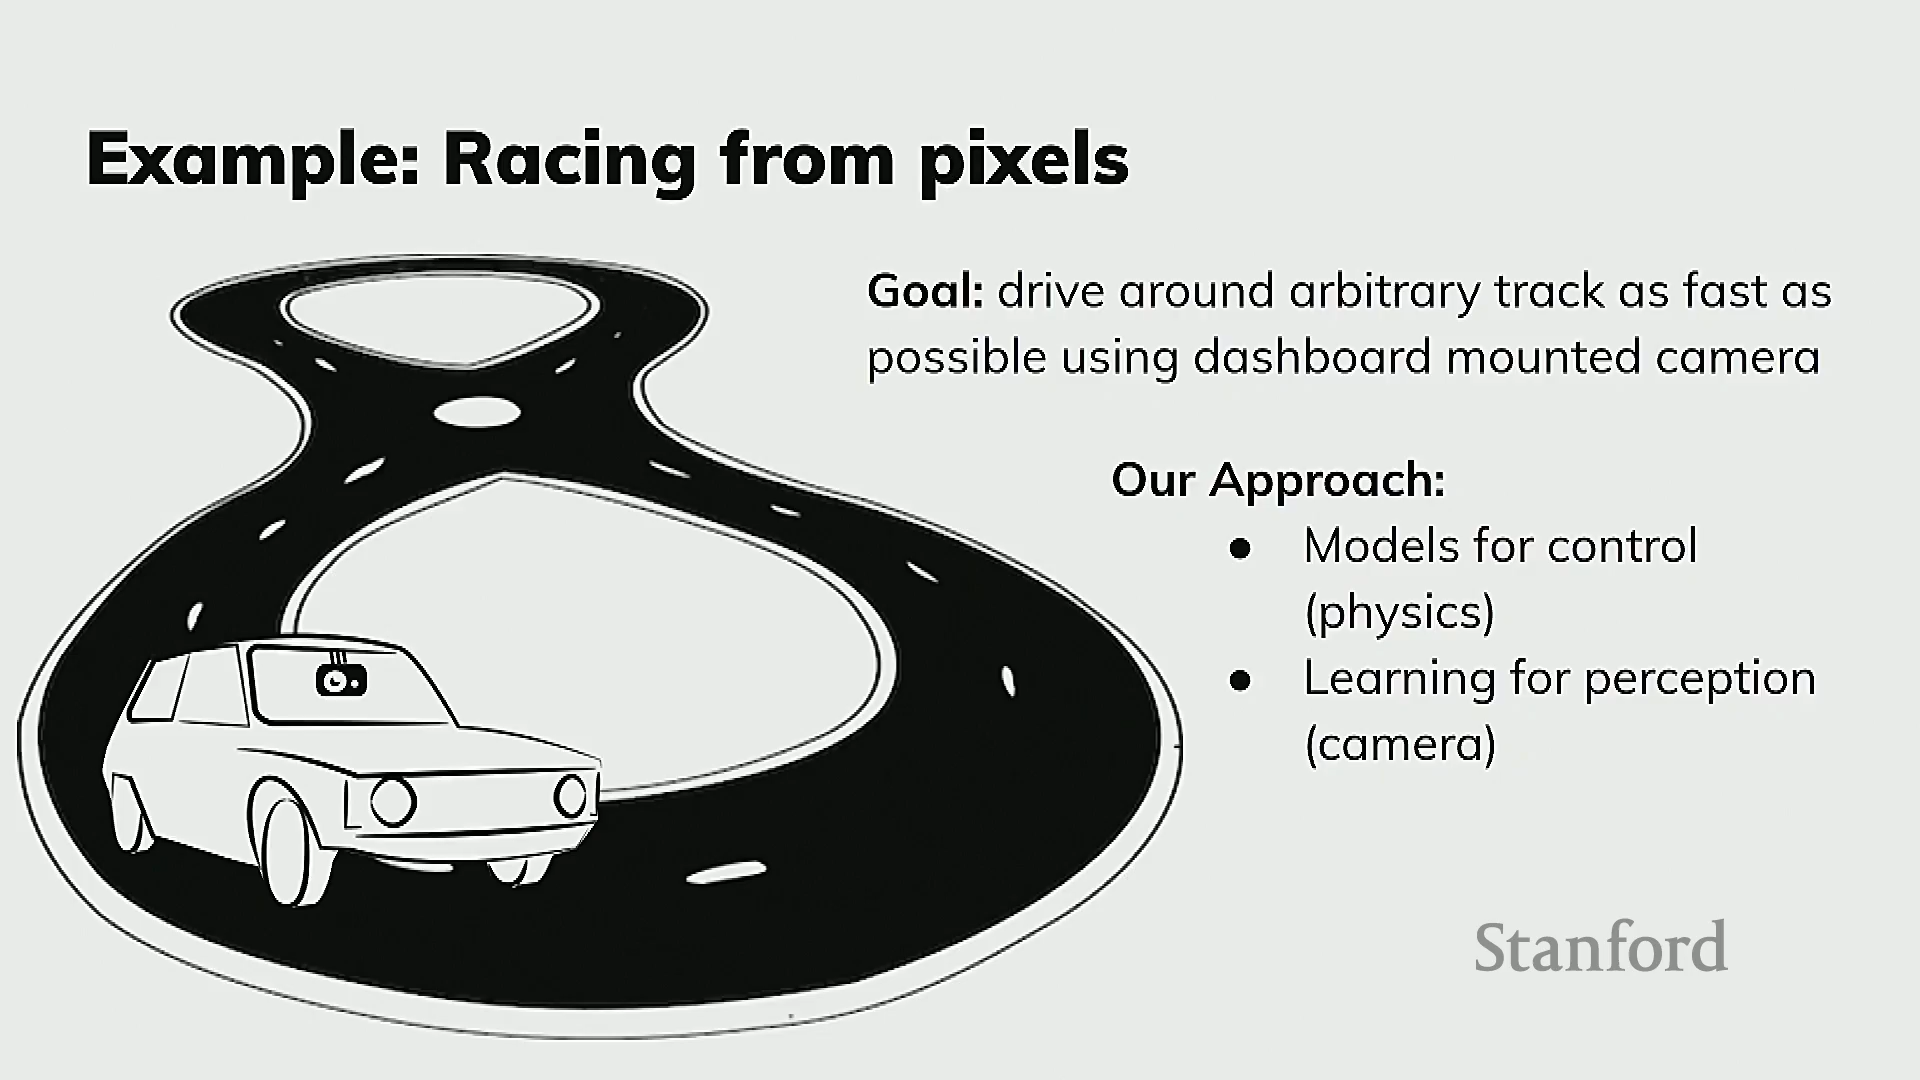 Example: Racing from pixels
Goal: drive around arbitrary track as fast as
possible using dashboard mounted camera
Our Approach:
● Models for control
(physics)
● Learning for perception
(camera)
Stanford